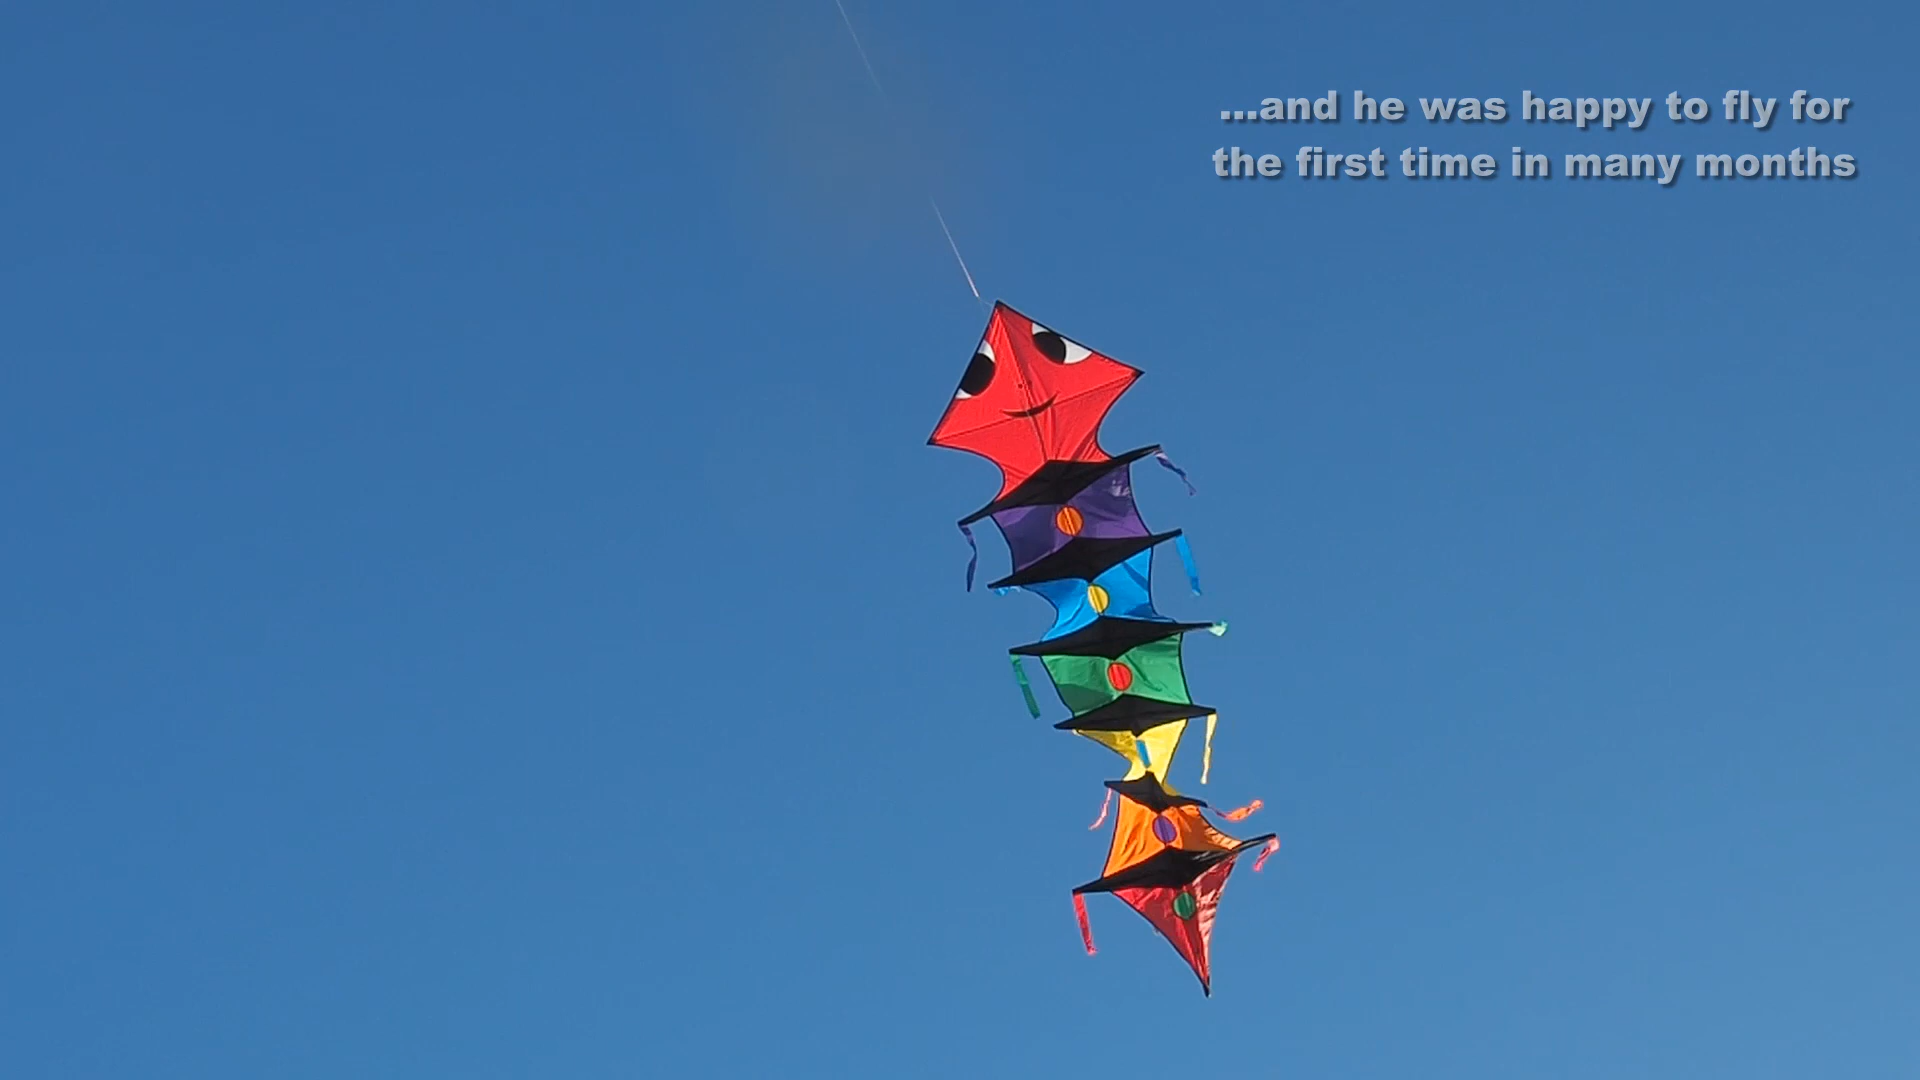 ...and he was happy to fly for
the first time in many months